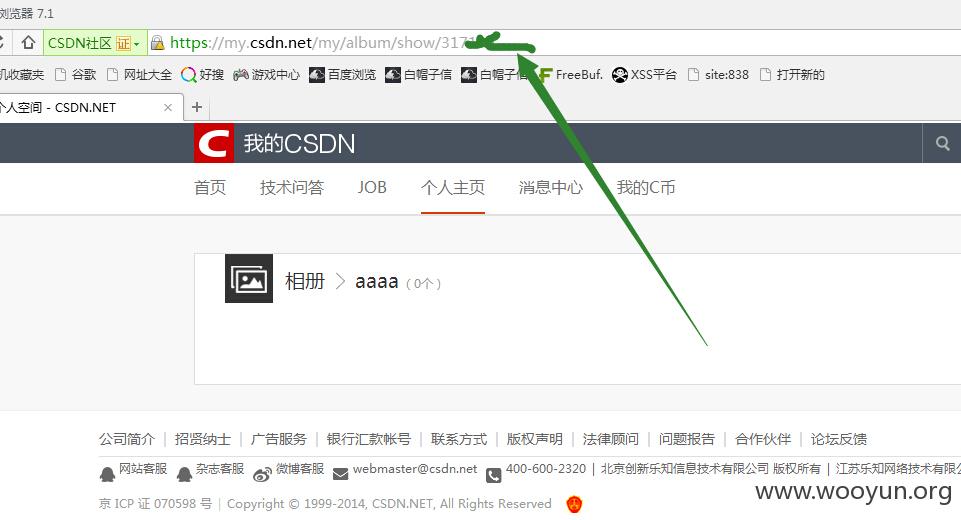 浏览器 7.1
CSDN社区 证 https://my.csdn.net/my/album/show/3171
机收藏夹 谷歌 网址大全 好搜 游戏中心 百度浏览 白帽子信 白帽子信 FreeBuf. XSS平台 site:838 打开新的
个人空间 - CSDN.NET × +
C 我的CSDN
首页 技术问答 JOB 个人主页 消息中心 我的C币
相册 > aaaa ( 0个 )
公司简介 | 招贤纳士 | 广告服务 | 银行汇款帐号 | 联系方式 | 版权声明 | 法律顾问 | 问题报告 | 合作伙伴 | 论坛反馈
网站客服 杂志客服 微博客服 webmaster@csdn.net 400-600-2320 | 北京创新乐知信息技术有限公司 版权所有 | 江苏乐知网络技术有限公
京 ICP 证 070598 号 | Copyright © 1999-2014, CSDN.NET, All Rights Reserved
www.wooyun.org